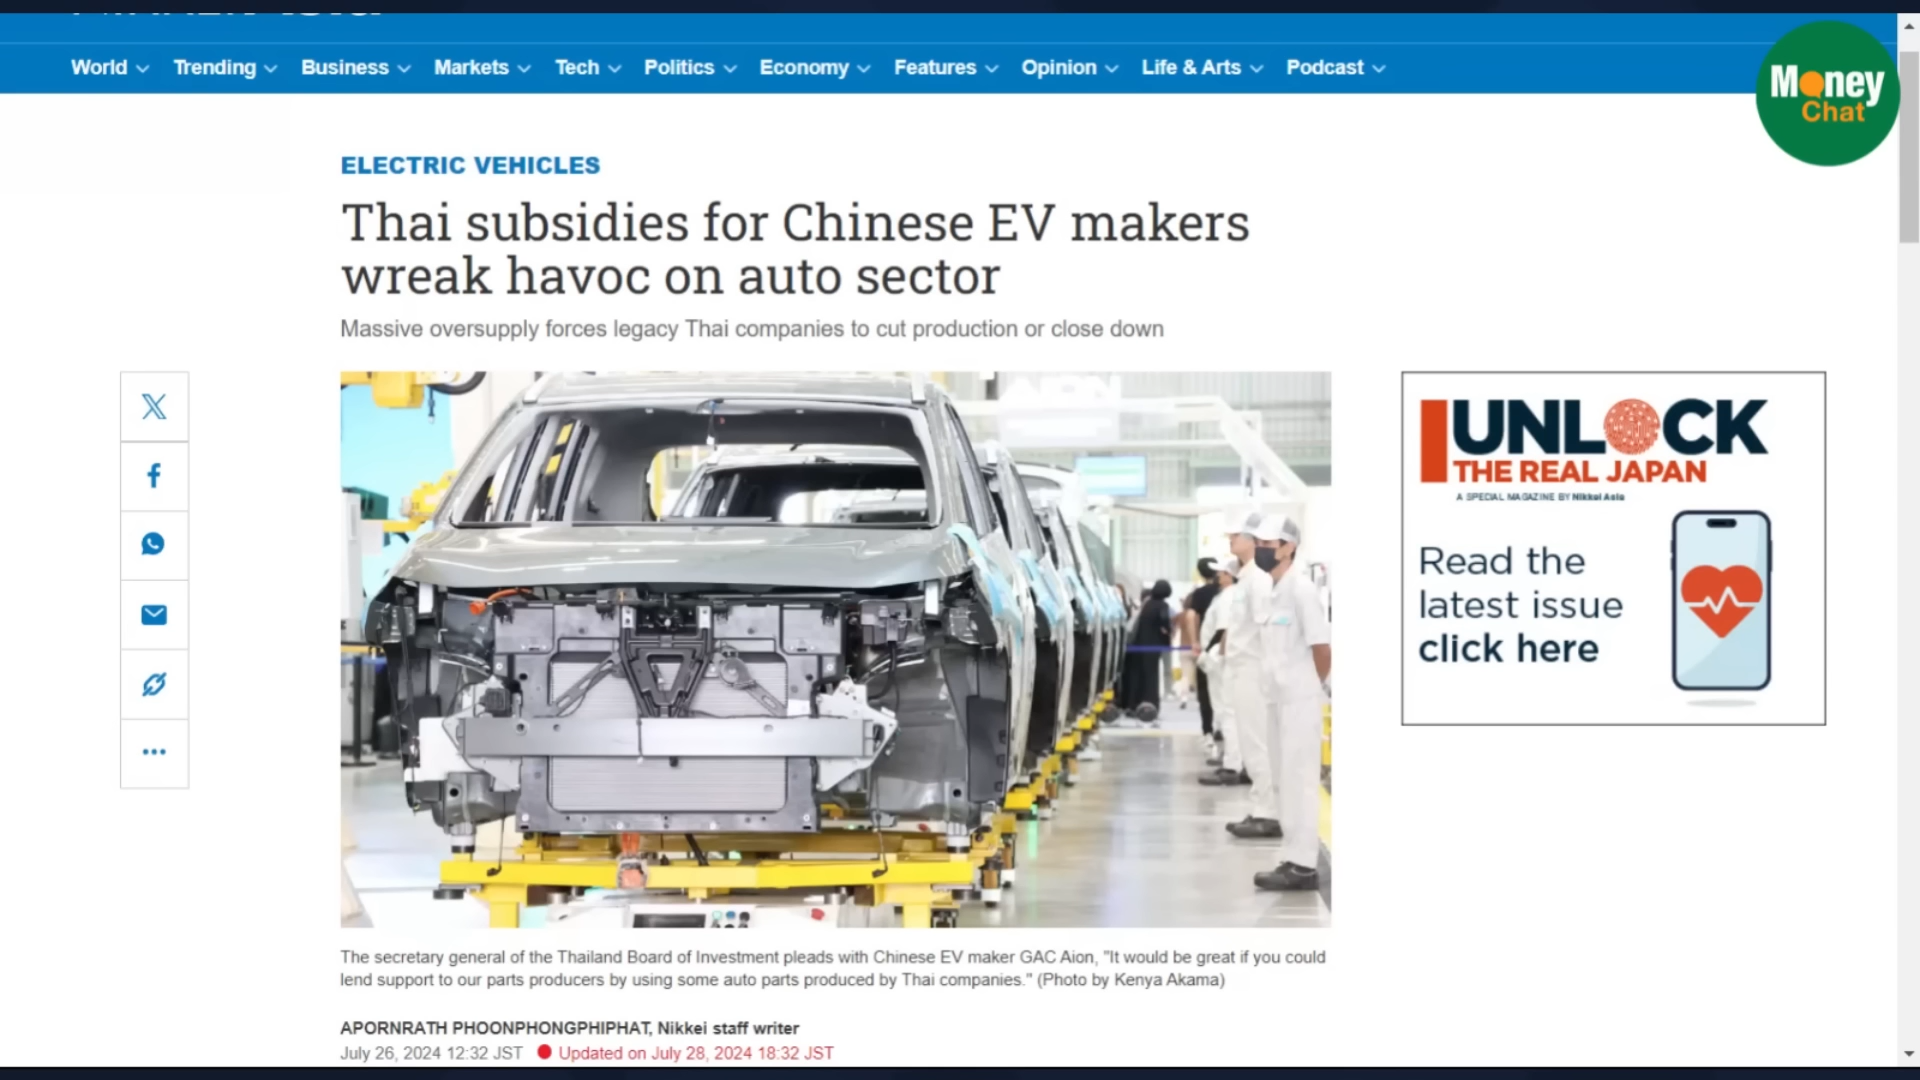 World Trending Business Markets Tech Politics Economy Features Opinion Life & Arts Podcast
Money
Chat
ELECTRIC VEHICLES
Thai subsidies for Chinese EV makers
wreak havoc on auto sector
Massive oversupply forces legacy Thai companies to cut production or close down
AION
UNLOCK
THE REAL JAPAN
A SPECIAL MAGAZINE BY Nikkei Asia
Read the
latest issue
click here
The secretary general of the Thailand Board of Investment pleads with Chinese EV maker GAC Aion, "It would be great if you could
lend support to our parts producers by using some auto parts produced by Thai companies." (Photo by Kenya Akama)
APORNRATH PHOONPHONGPHIPHAT, Nikkei staff writer
July 26, 2024 12:32 JST Updated on July 28, 2024 18:32 JST